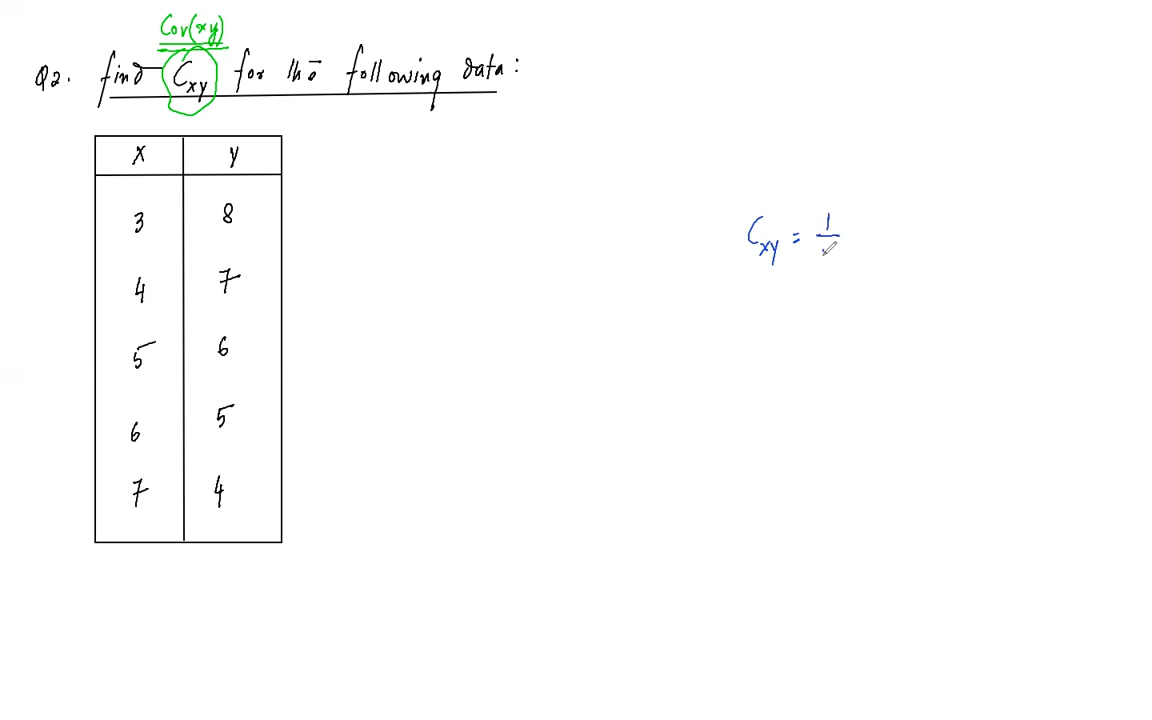 Cov(xy)
Q2. find Cxy for the following data:
X Y
3 8
4 7
5 6
6 5
7 4
Cxy = 1